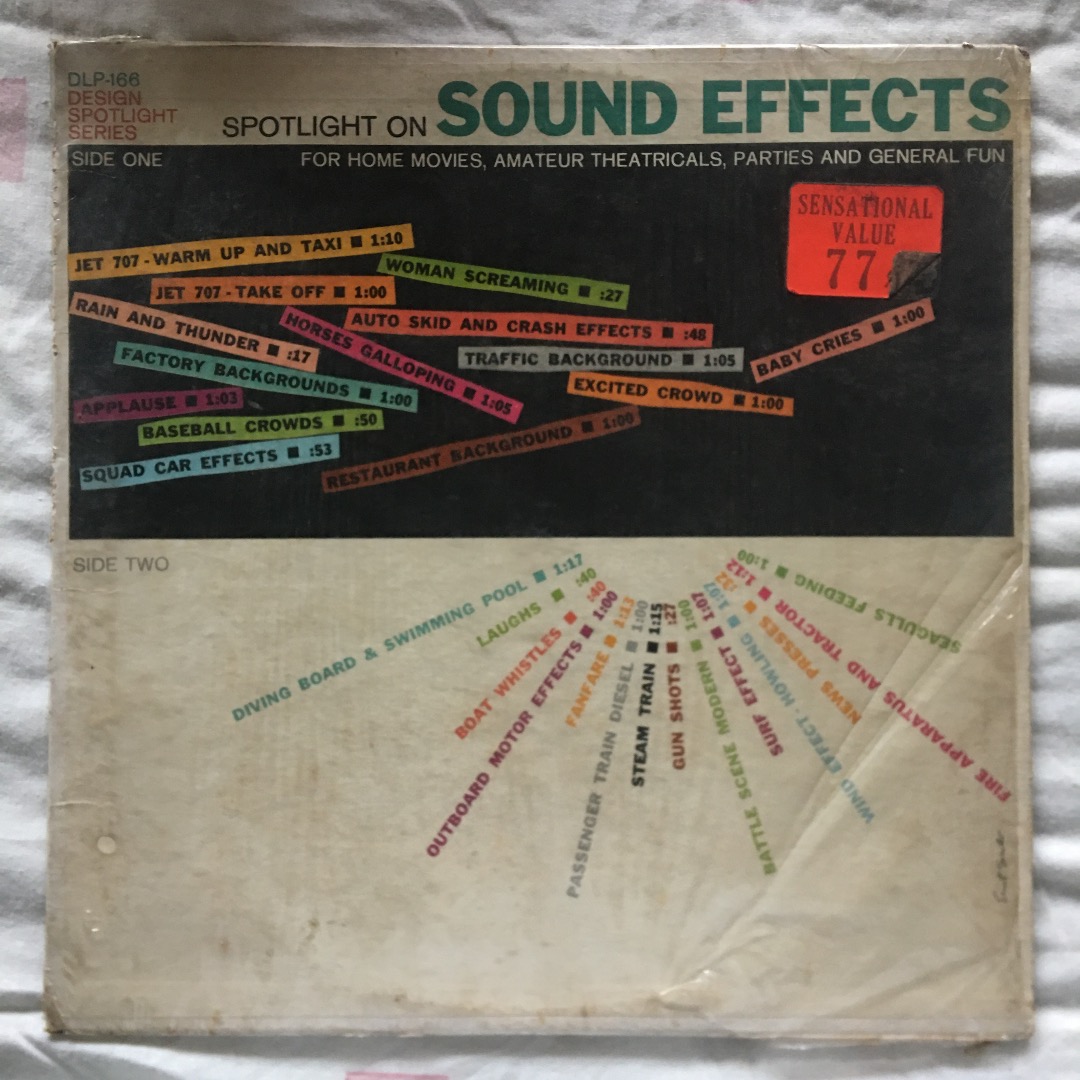 DLP-166
DESIGN
SPOTLIGHT
SERIES
SPOTLIGHT ON SOUND EFFECTS
SIDE ONE
FOR HOME MOVIES, AMATEUR THEATRICALS, PARTIES AND GENERAL FUN
SENSATIONAL
VALUE
77
JET 707 - WARM UP AND TAXI ■ 1:10
WOMAN SCREAMING ■ :27
JET 707 - TAKE OFF ■ 1:00
RAIN AND THUNDER ■ :17
HORSES GALLOPING ■ 1:05
AUTO SKID AND CRASH EFFECTS ■ :48
BABY CRIES ■ 1:00
FACTORY BACKGROUNDS ■ 1:00
TRAFFIC BACKGROUND ■ 1:05
EXCITED CROWD ■ 1:00
APPLAUSE ■ 1:03
BASEBALL CROWDS ■ :50
SQUAD CAR EFFECTS ■ :53
RESTAURANT BACKGROUND ■ 1:00
SIDE TWO
DIVING BOARD & SWIMMING POOL ■ 1:17
LAUGHS ■ :40
BOAT WHISTLES ■ :40
OUTBOARD MOTOR EFFECTS ■ 1:00
FANFARE ■ 1:13
PASSENGER TRAIN DIESEL ■ 1:00
STEAM TRAIN ■ 1:15
GUN SHOTS ■ :27
BATTLE SCENE MODERN ■ 1:00
SURF EFFECT ■ 1:07
WIND EFFECT - HOWLING ■ 1:07
NEWS PRESSES ■ :32
FIRE APPARATUS AND TRACTOR ■ 1:12
SEAGULLS FEEDING ■ 1:00